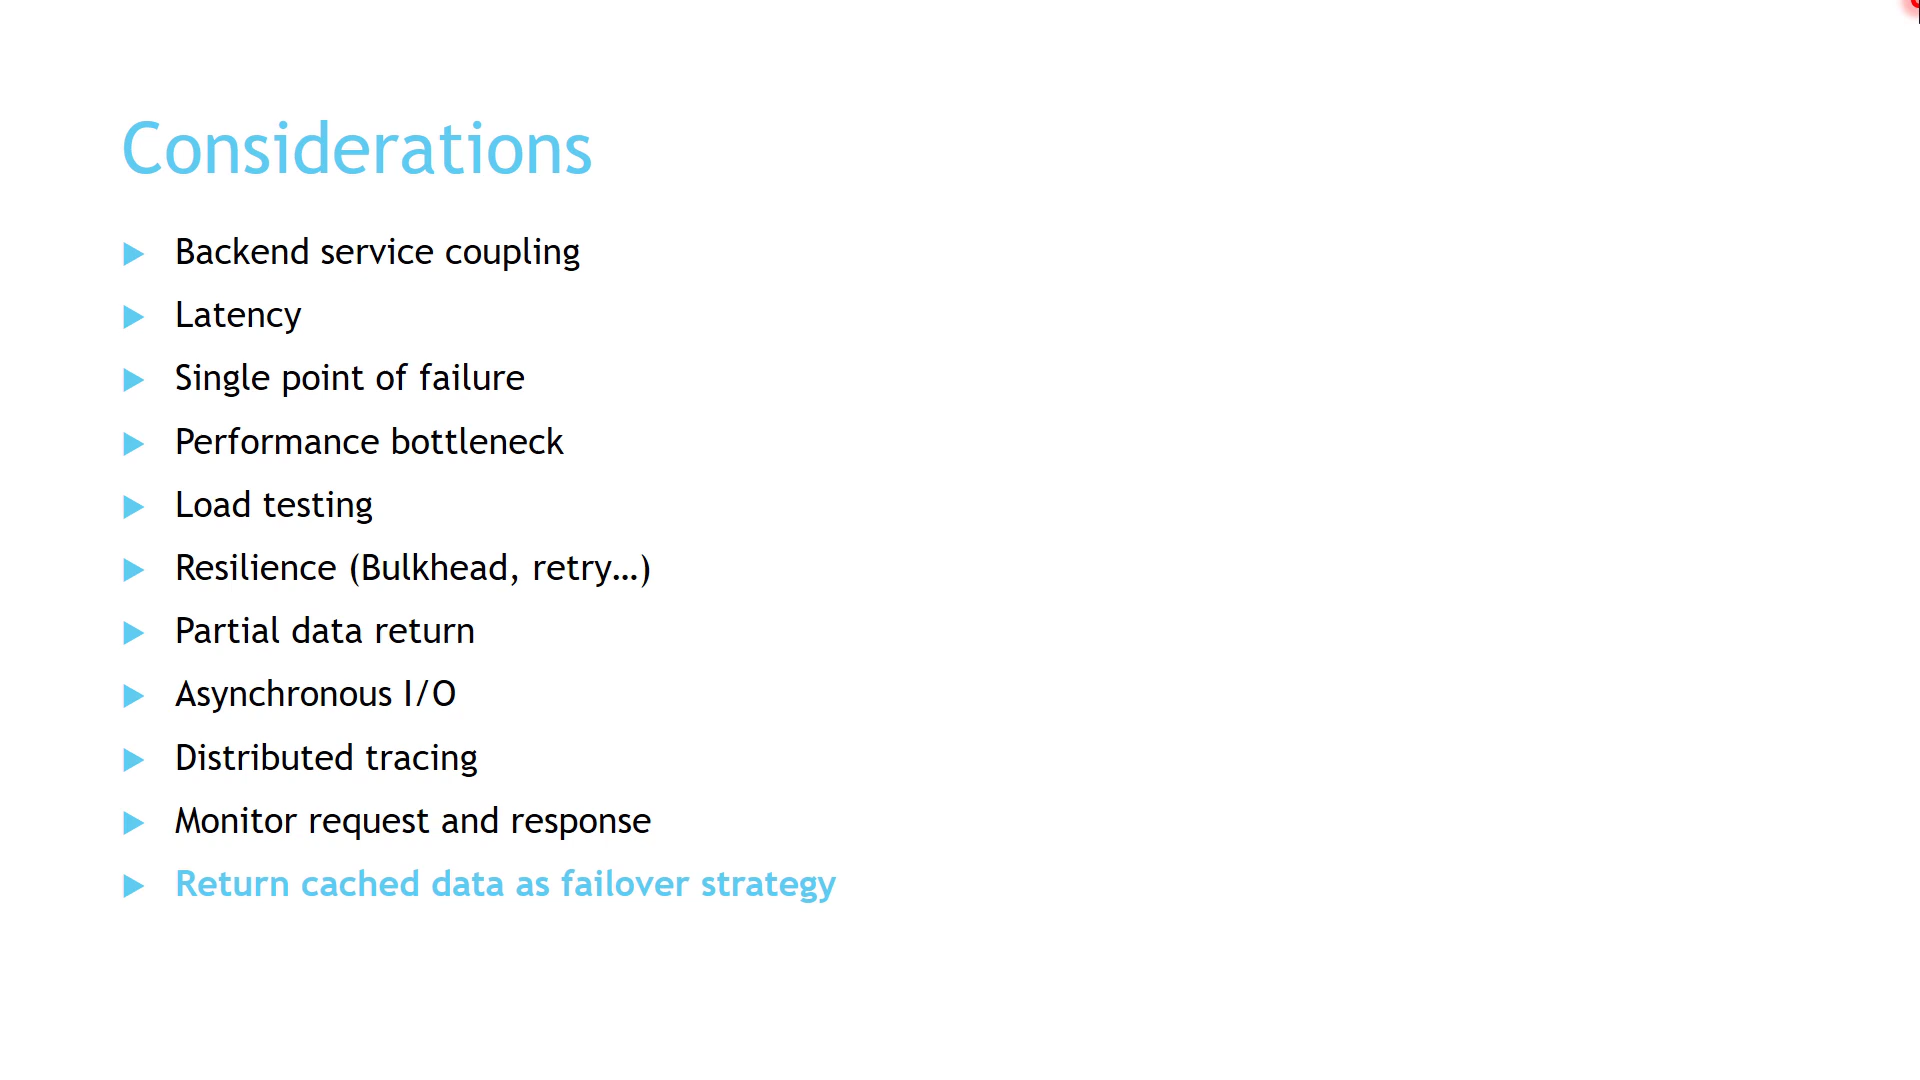 Considerations
Backend service coupling
Latency
Single point of failure
Performance bottleneck
Load testing
Resilience (Bulkhead, retry…)
Partial data return
Asynchronous I/O
Distributed tracing
Monitor request and response
Return cached data as failover strategy